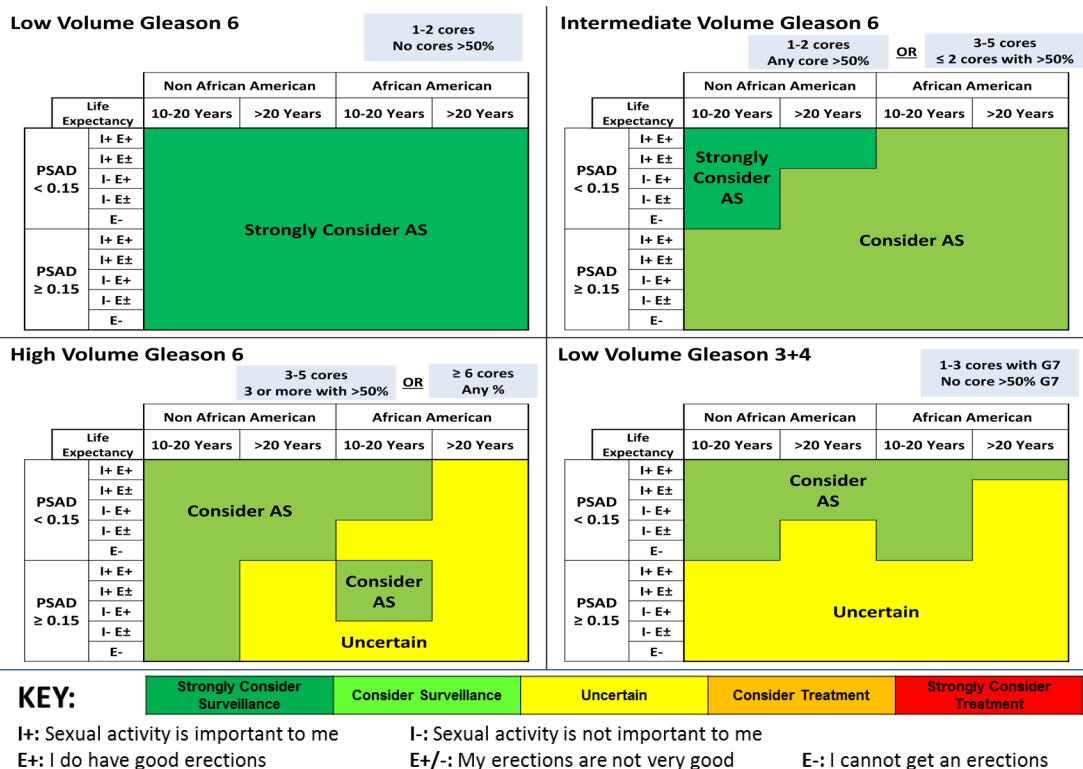 Low Volume Gleason 6
1-2 cores
No cores >50%
Non African American
African American
Life
Expectancy
10-20 Years
>20 Years
10-20 Years
>20 Years
PSAD
< 0.15
I+ E+
I+ E±
I- E+
I- E±
E-
PSAD
≥ 0.15
I+ E+
I+ E±
I- E+
I- E±
E-
Strongly Consider AS
Intermediate Volume Gleason 6
1-2 cores
Any core >50%
OR
3-5 cores
≤ 2 cores with >50%
Non African American
African American
Life
Expectancy
10-20 Years
>20 Years
10-20 Years
>20 Years
PSAD
< 0.15
I+ E+
I+ E±
I- E+
I- E±
E-
PSAD
≥ 0.15
I+ E+
I+ E±
I- E+
I- E±
E-
Strongly
Consider
AS
Consider AS
High Volume Gleason 6
3-5 cores
3 or more with >50%
OR
≥ 6 cores
Any %
Non African American
African American
Life
Expectancy
10-20 Years
>20 Years
10-20 Years
>20 Years
PSAD
< 0.15
I+ E+
I+ E±
I- E+
I- E±
E-
PSAD
≥ 0.15
I+ E+
I+ E±
I- E+
I- E±
E-
Consider AS
Consider
AS
Uncertain
Low Volume Gleason 3+4
1-3 cores with G7
No core >50% G7
Non African American
African American
Life
Expectancy
10-20 Years
>20 Years
10-20 Years
>20 Years
PSAD
< 0.15
I+ E+
I+ E±
I- E+
I- E±
E-
PSAD
≥ 0.15
I+ E+
I+ E±
I- E+
I- E±
E-
Consider
AS
Uncertain
KEY:
Strongly Consider
Surveillance
Consider Surveillance
Uncertain
Consider Treatment
Strongly Consider
Treatment
I+: Sexual activity is important to me
I-: Sexual activity is not important to me
E+: I do have good erections
E+/-: My erections are not very good
E-: I cannot get an erections